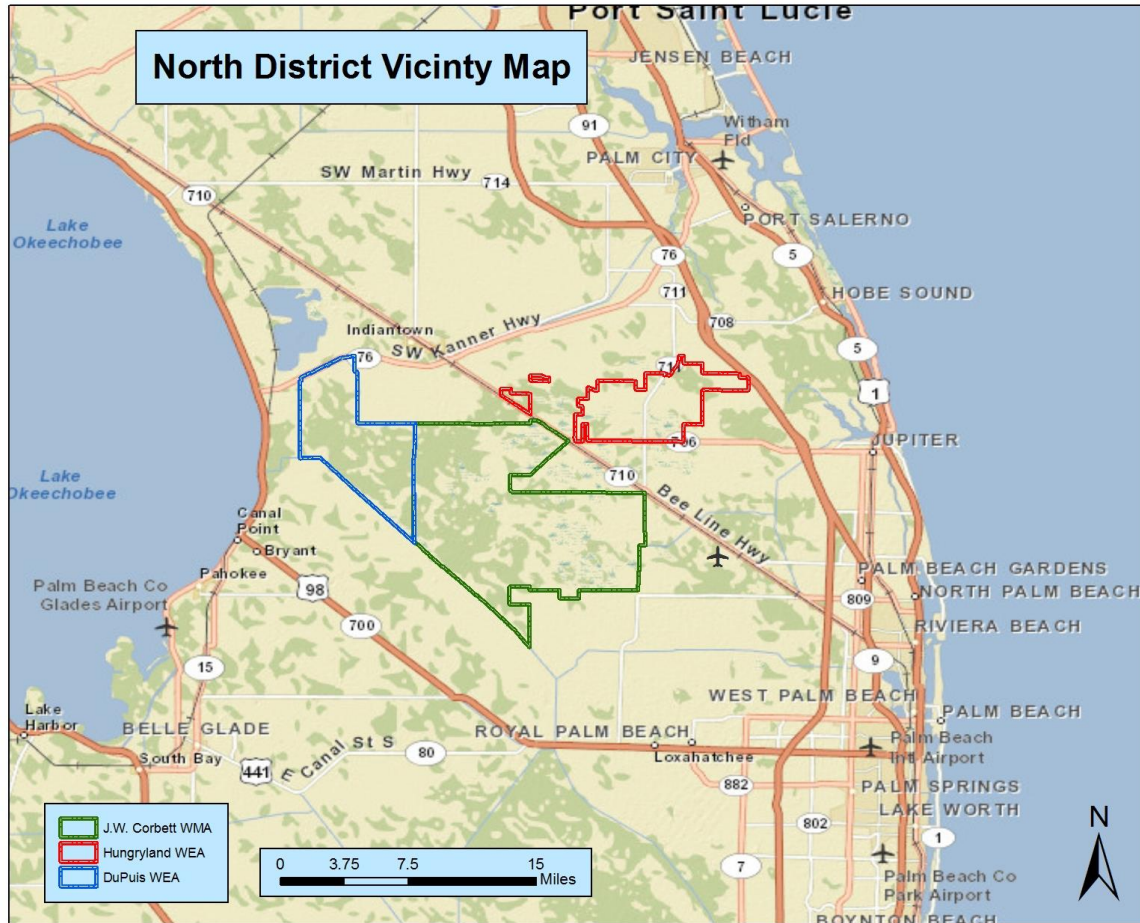 Port Saint Lucie
North District Vicinty Map
JENSEN BEACH
91
Witham
Fld
PALM CITY
SW Martin Hwy
714
710
PORT SALERNO
Lake
Okeechobee
76
5
711
HOBE SOUND
708
Indiantown
SW Kanner Hwy
76
5
711
1
706
JUPITER
710
Lake
Okeechobee
Bee Line Hwy
Canal
Point
Bryant
Pahokee
PALM BEACH GARDENS
Palm Beach Co
Glades Airport
98
809
NORTH PALM BEACH
700
RIVIERA BEACH
15
9
WEST PALM BEACH
Lake
Harbor
PALM BEACH
BELLE GLADE
ROYAL PALM BEACH
E Canal St S
80
Palm Beach
Intl Airport
South Bay
Loxahatchee
441
882
PALM SPRINGS
LAKE WORTH
J.W. Corbett WMA
Hungryland WEA
DuPuis WEA
0 3.75 7.5 15
Miles
802
1
N
7
Palm Beach Co
Park Airport
BOYNTON BEACH